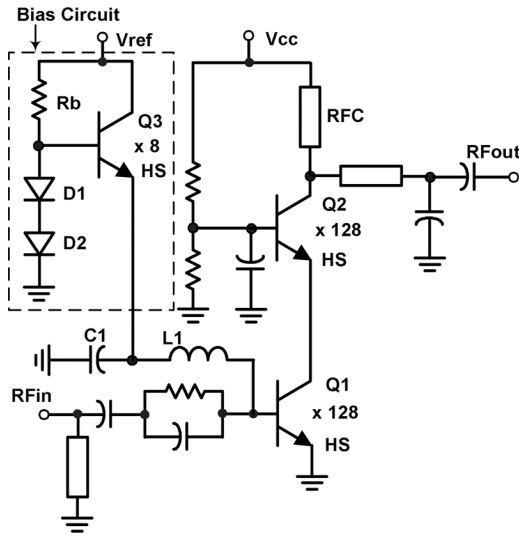 Bias Circuit
Vref
Vcc
Rb
Q3
x 8
HS
RFC
D1
D2
RFout
Q2
x 128
HS
C1
L1
RFin
Q1
x 128
HS